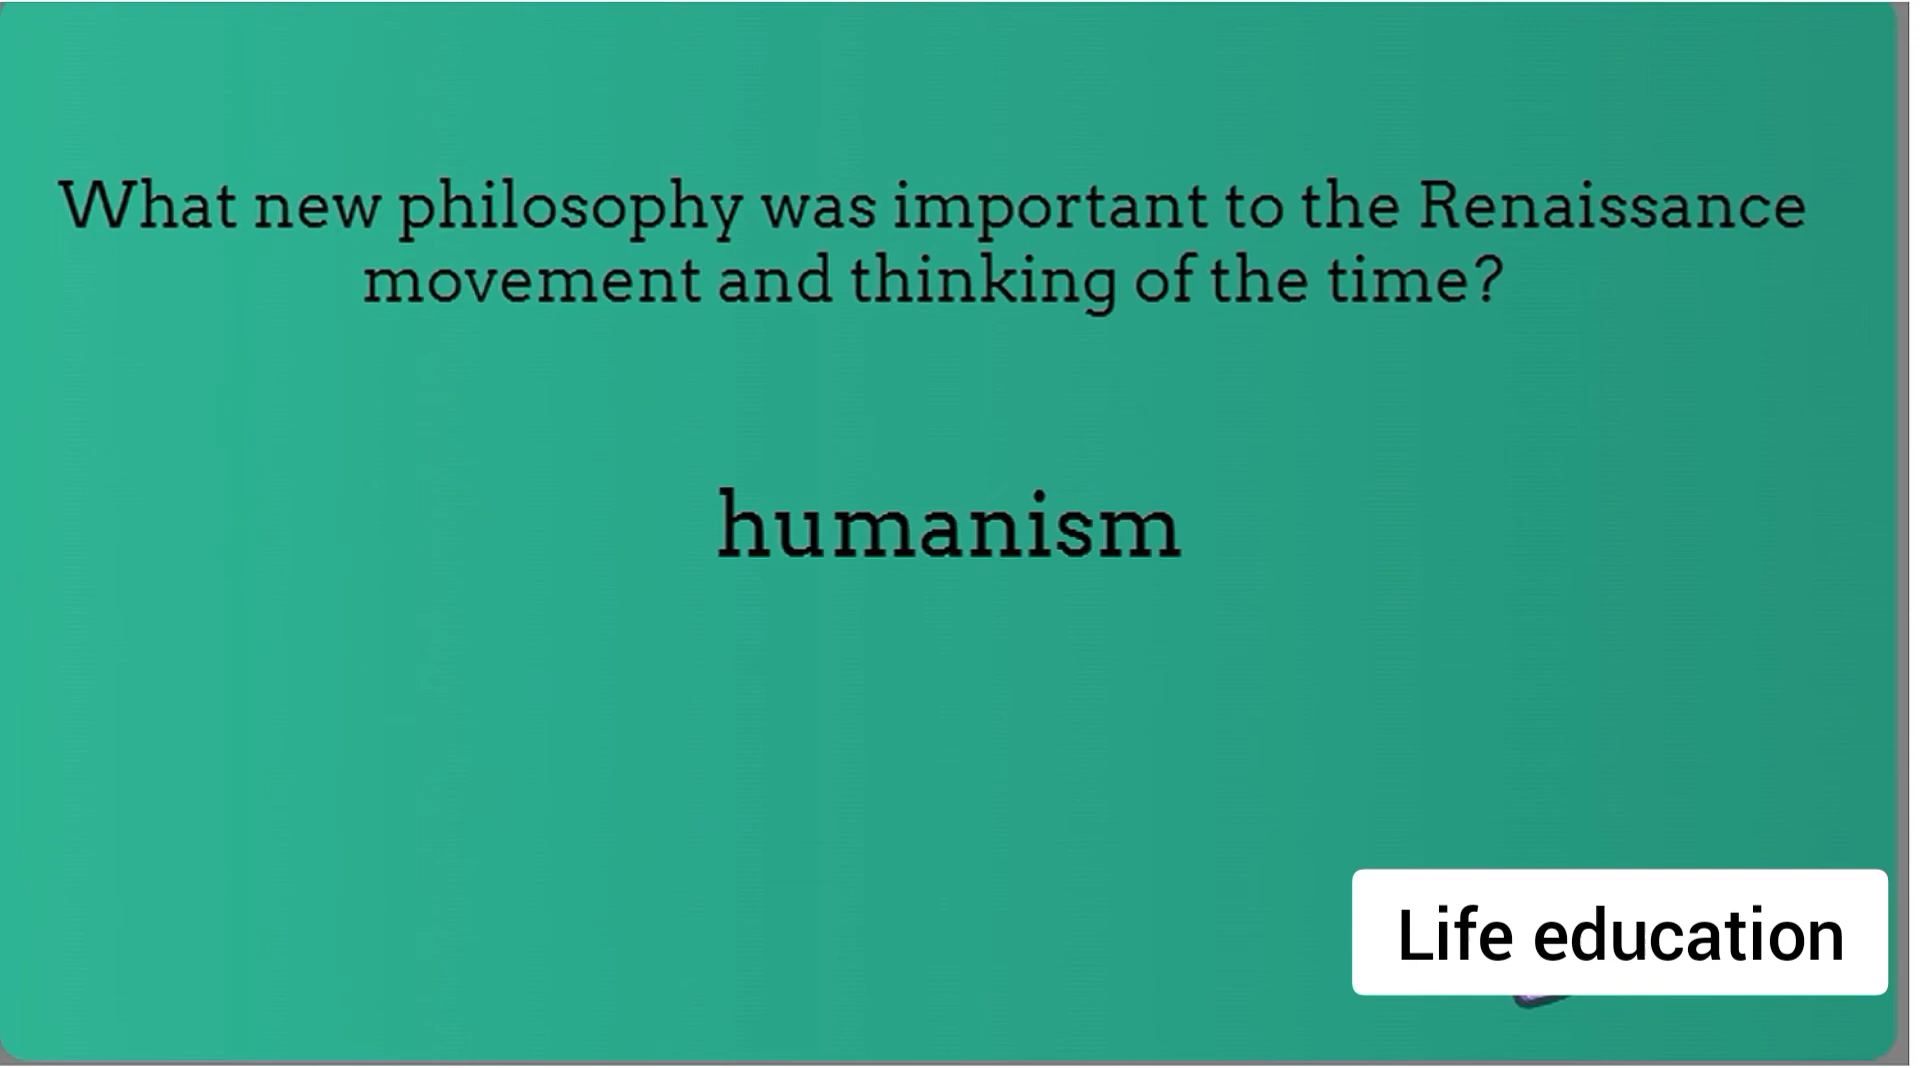 What new philosophy was important to the Renaissance
movement and thinking of the time?
humanism
Life education